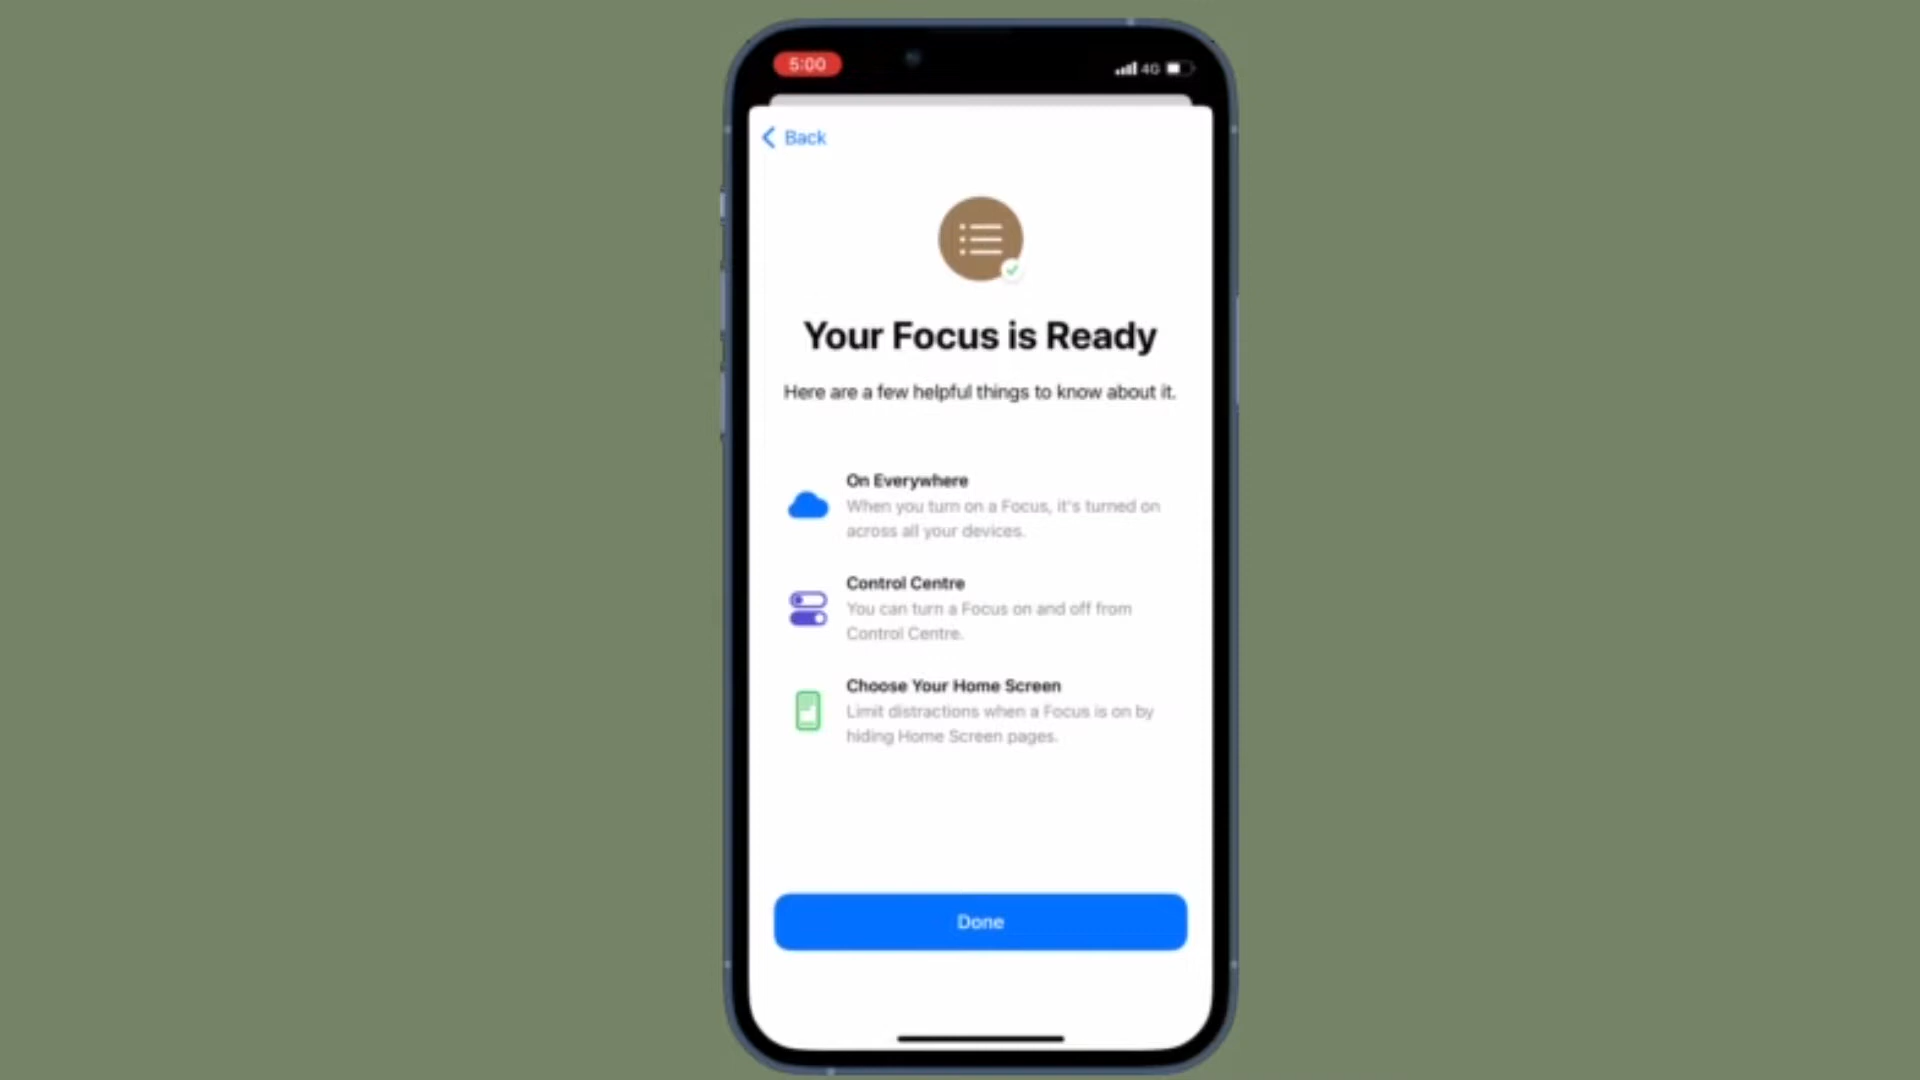 5:00
4G
Back
Your Focus is Ready
Here are a few helpful things to know about it.
On Everywhere
When you turn on a Focus, it's turned on
across all your devices.
Control Centre
You can turn a Focus on and off from
Control Centre.
Choose Your Home Screen
Limit distractions when a Focus is on by
hiding Home Screen pages.
Done